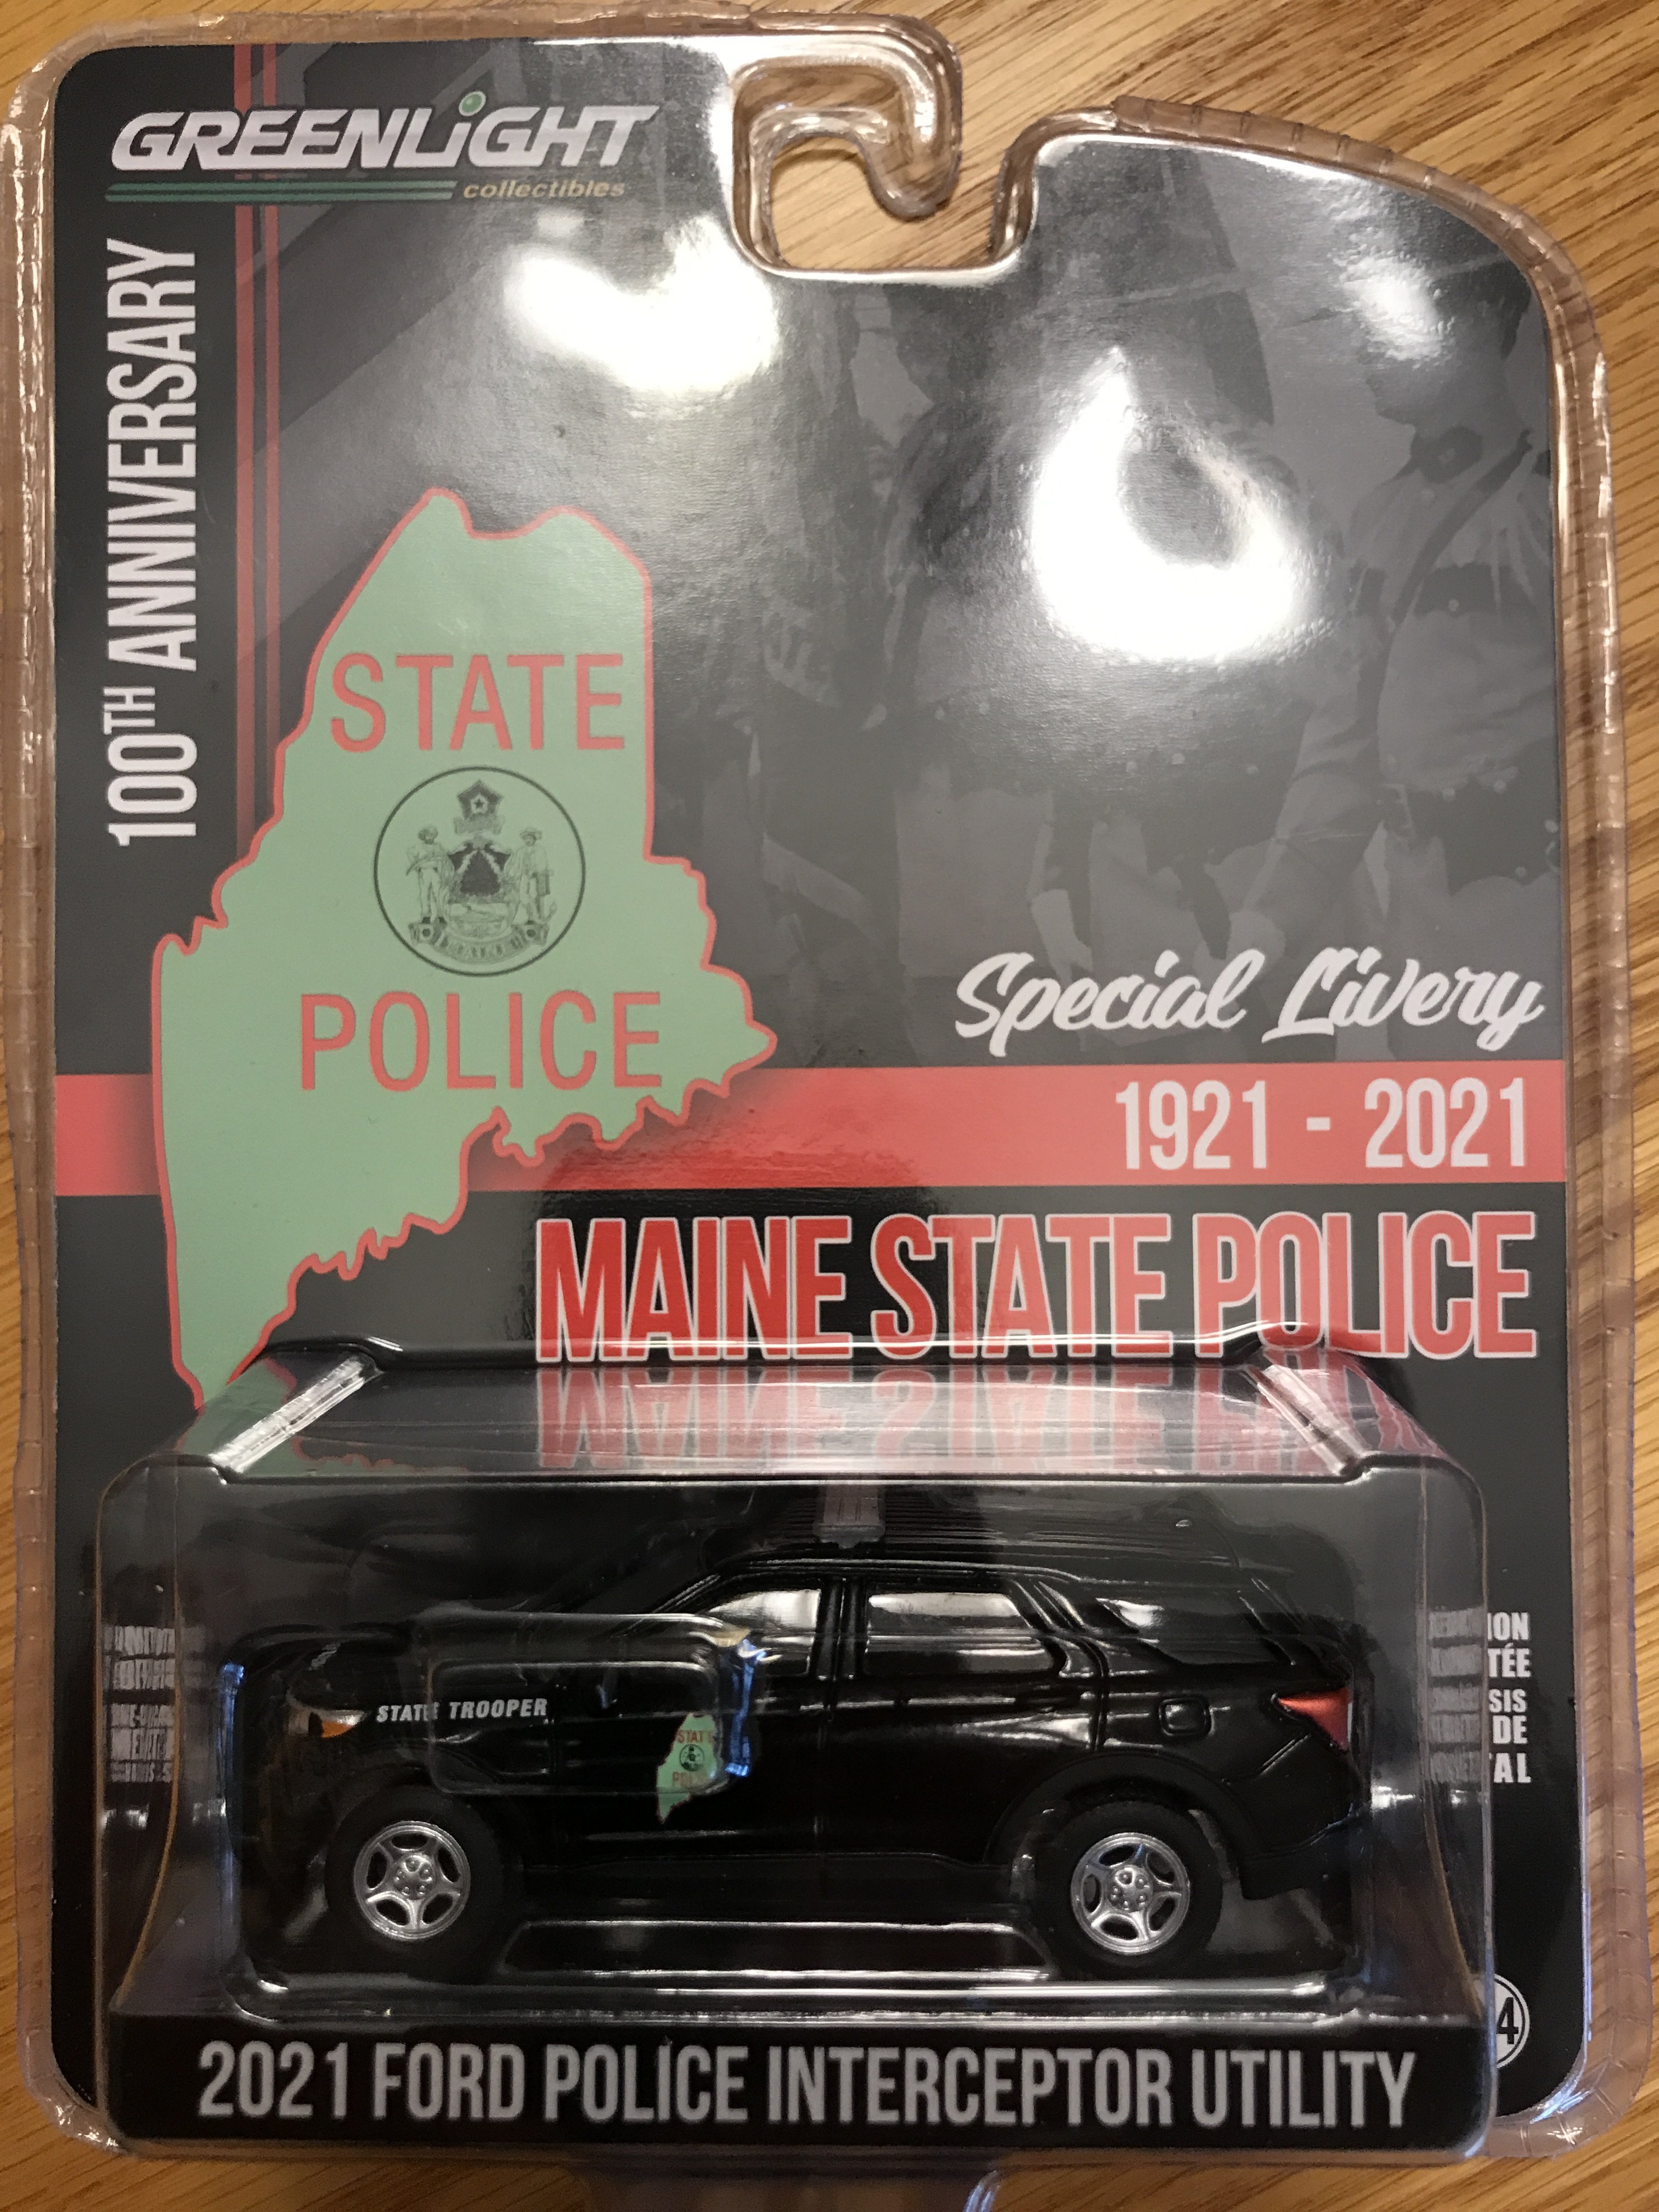 GREENLIGHT
collectibles
100TH ANNIVERSARY
STATE
POLICE
Special Livery
1921 - 2021
MAINE STATE POLICE
STATE TROOPER
STATE
2021 FORD POLICE INTERCEPTOR UTILITY